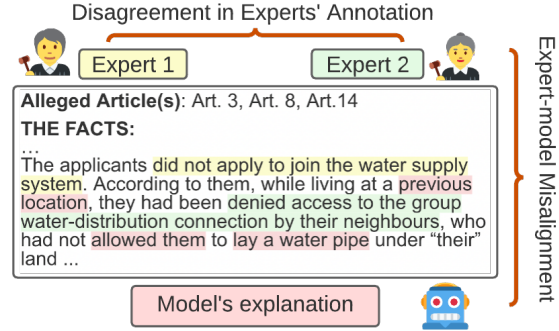 Disagreement in Experts' Annotation
Expert 1
Expert 2
Alleged Article(s): Art. 3, Art. 8, Art.14
THE FACTS:
...
The applicants did not apply to join the water supply
system. According to them, while living at a previous
location, they had been denied access to the group
water-distribution connection by their neighbours, who
had not allowed them to lay a water pipe under “their”
land ...
Model's explanation
Expert-model Misalignment